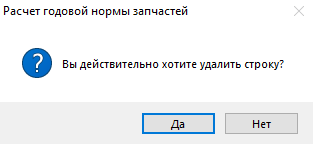 Расчет годовой нормы запчастей
Вы действительно хотите удалить строку?
Да
Нет